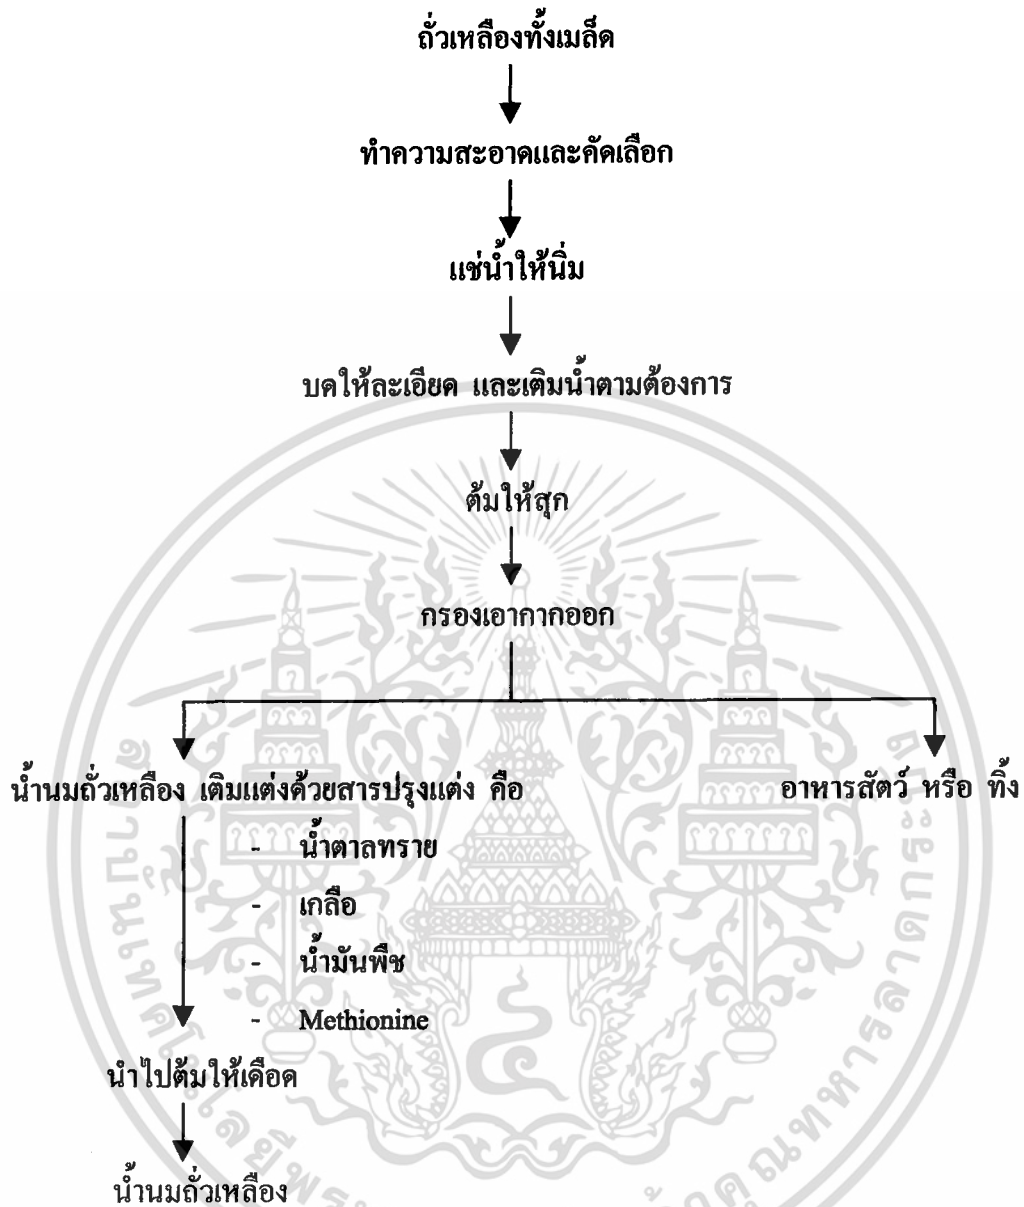 ถั่วเหลืองทั้งเมล็ด
ทำความสะอาดและคัดเลือก
แช่น้ำให้นิ่ม
บดให้ละเอียด และเติมน้ำตามต้องการ
ต้มให้สุก
กรองเอากากออก
น้ำนมถั่วเหลือง เติมแต่งด้วยสารปรุงแต่ง คือ
อาหารสัตว์ หรือ ทิ้ง
- น้ำตาลทราย
- เกลือ
- น้ำมันพืช
- Methionine
นำไปต้มให้เดือด
น้ำนมถั่วเหลือง